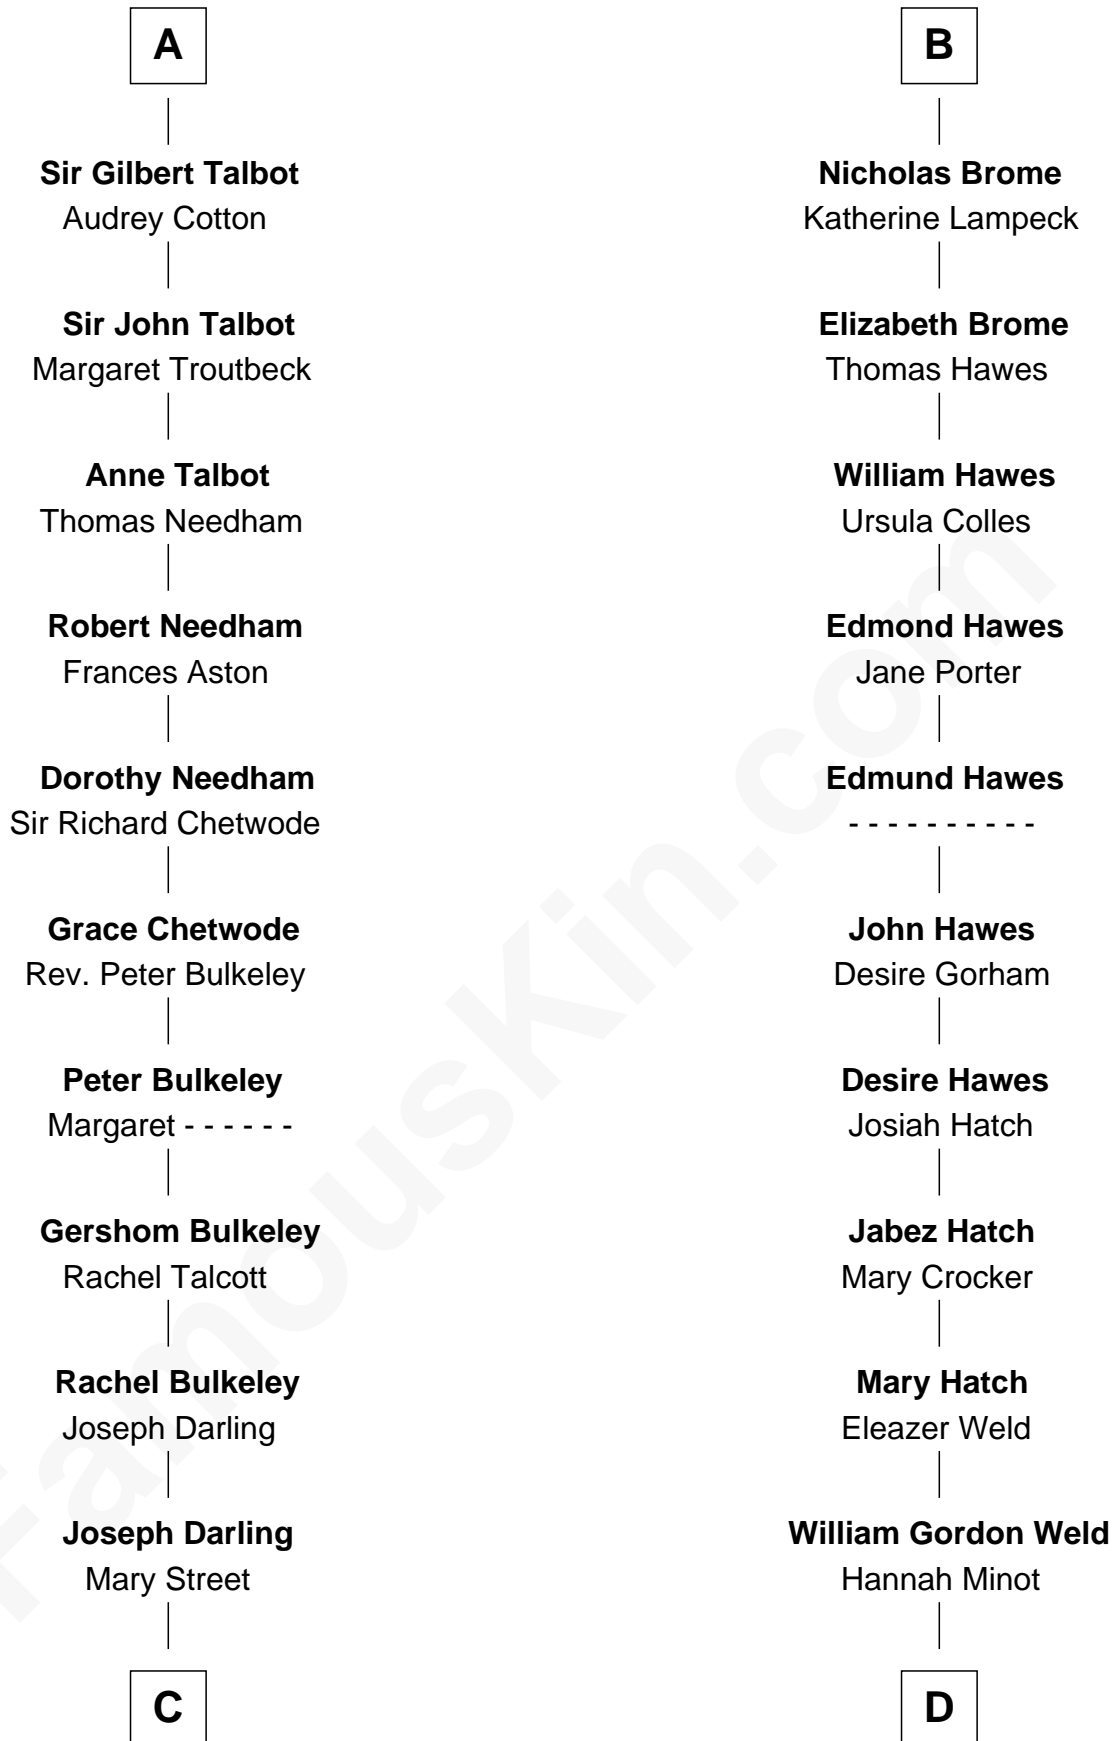 A
Sir Gilbert Talbot
Audrey Cotton
Sir John Talbot
Margaret Troutbeck
Anne Talbot
Thomas Needham
Robert Needham
Frances Aston
Dorothy Needham
Sir Richard Chetwode
Grace Chetwode
Rev. Peter Bulkeley
Peter Bulkeley
Margaret - - - - - -
Gershom Bulkeley
Rachel Talcott
Rachel Bulkeley
Joseph Darling
Joseph Darling
Mary Street
C
B
Nicholas Brome
Katherine Lampeck
Elizabeth Brome
Thomas Hawes
William Hawes
Ursula Colles
Edmond Hawes
Jane Porter
Edmund Hawes
- - - - - - - - - -
John Hawes
Desire Gorham
Desire Hawes
Josiah Hatch
Jabez Hatch
Mary Crocker
Mary Hatch
Eleazer Weld
William Gordon Weld
Hannah Minot
D
FamousKin.com